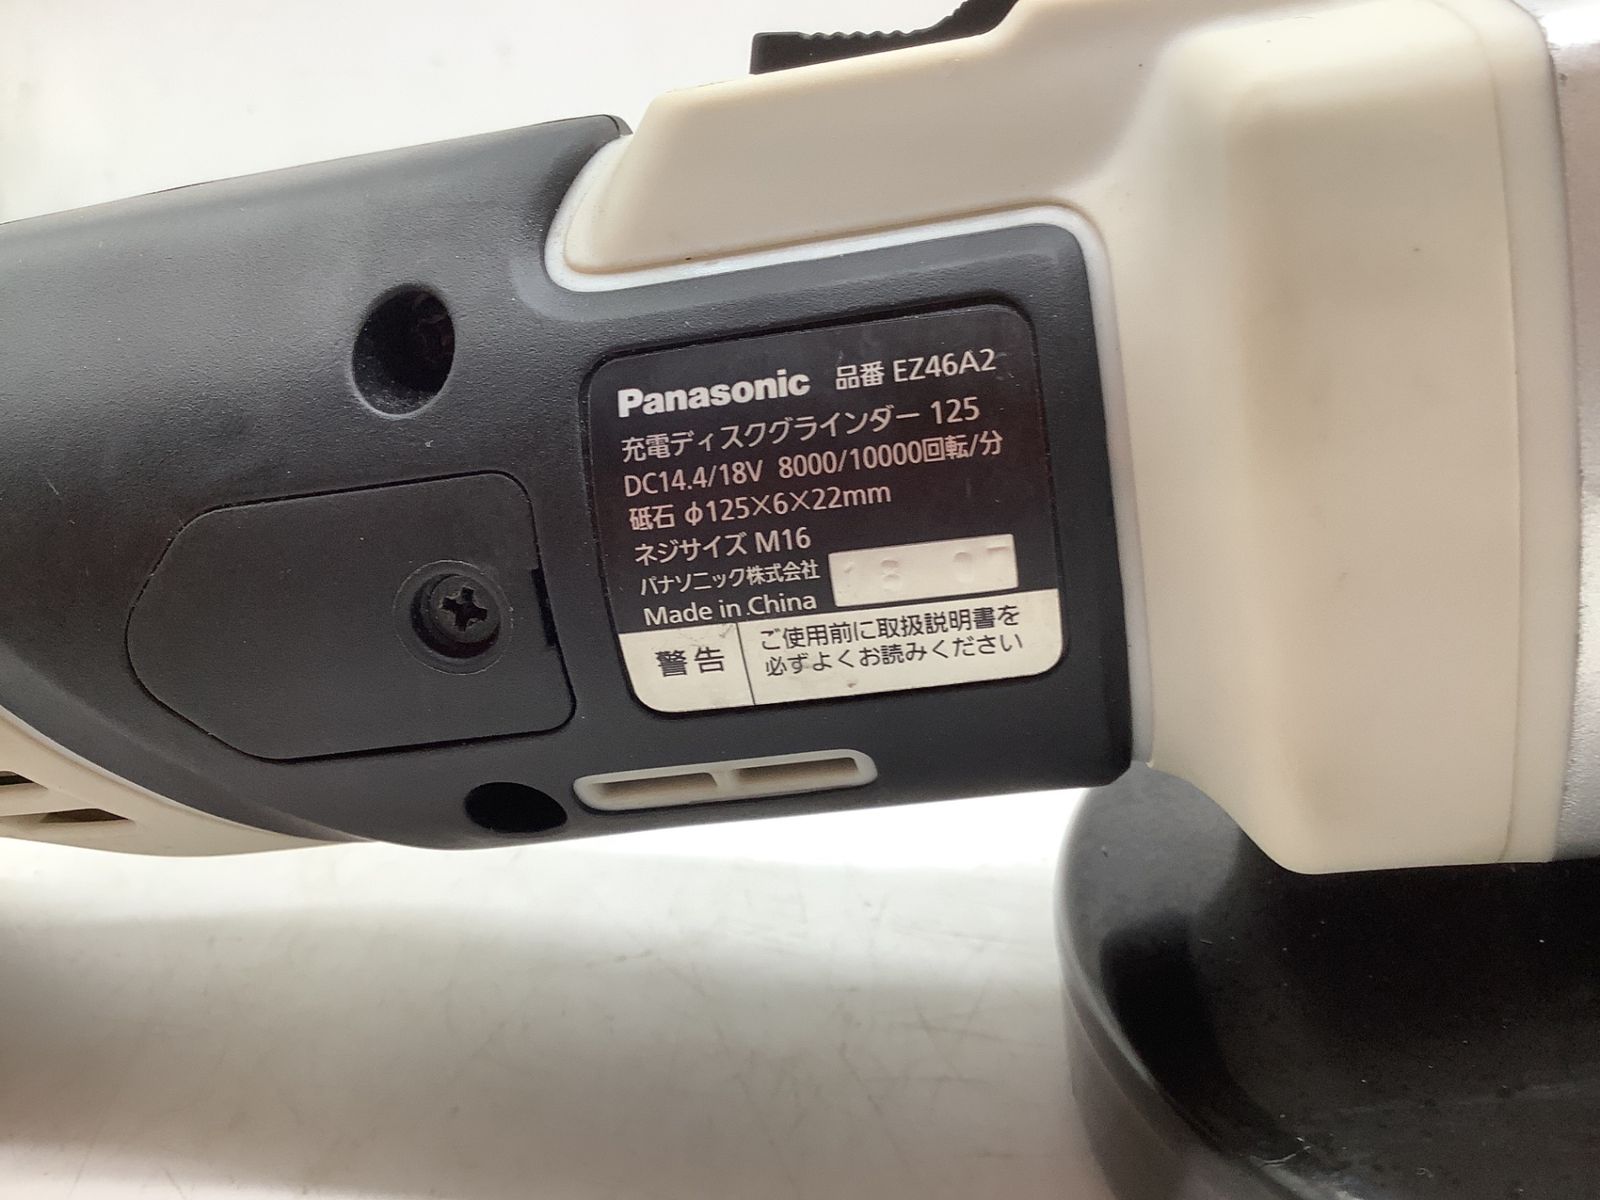 Panasonic 品番 EZ46A2
充電ディスクグラインダー 125
DC14.4/18V 8000/10000回転/分
砥石 φ125×6×22mm
ネジサイズ M16
パナソニック株式会社 18 07
Made in China
警告
ご使用前に取扱説明書を
必ずよくお読みください